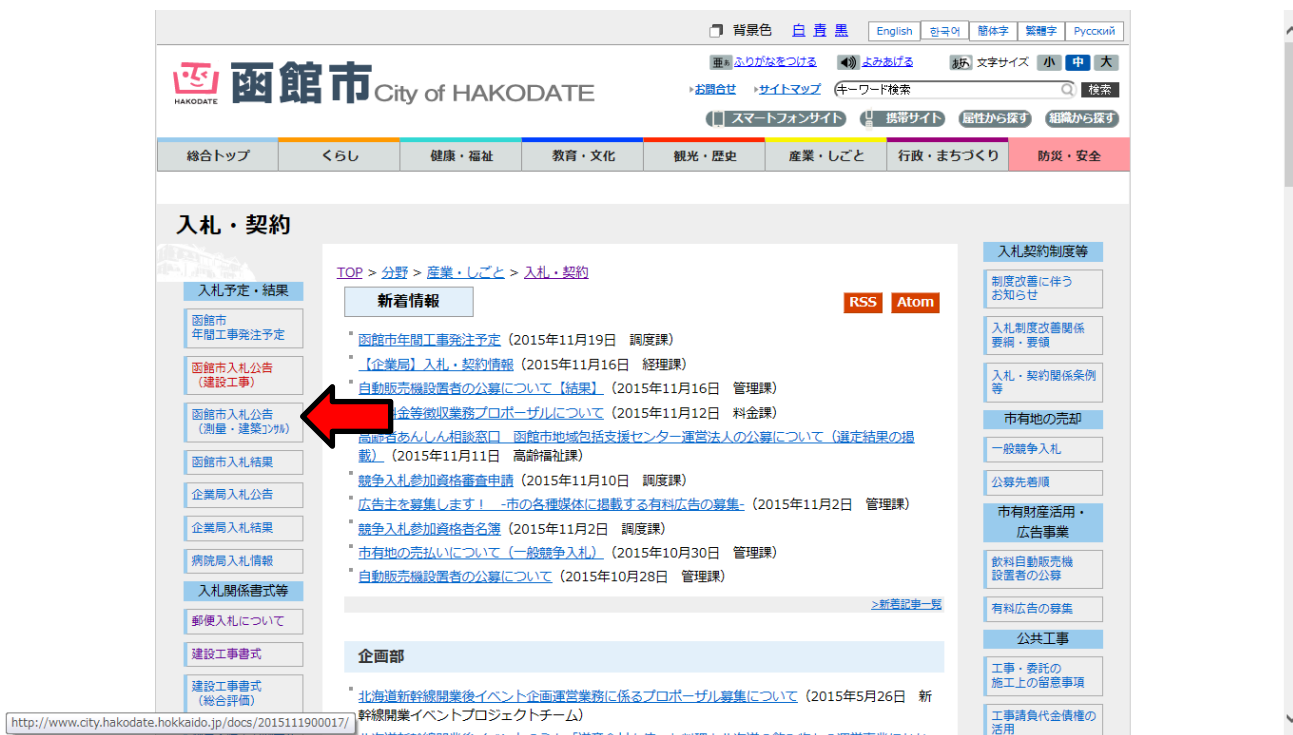 背景色 白 青 黒 English 한국어 簡体字 繁體字 Русский
HAKODATE 函館市 City of HAKODATE
ふりがなをつける よみあげる 文字サイズ 小 中 大
お問合せ サイトマップ キーワード検索 検索
スマートフォンサイト 携帯サイト 属性から探す 組織から探す
総合トップ くらし 健康・福祉 教育・文化 観光・歴史 産業・しごと 行政・まちづくり 防災・安全
入札・契約
入札予定・結果
函館市
年間工事発注予定
函館市入札公告
(建設工事)
函館市入札公告
(測量・建築ｺﾝｻﾙ)
函館市入札結果
企業局入札公告
企業局入札結果
病院局入札情報
入札関係書式等
郵便入札について
建設工事書式
建設工事書式
(総合評価)
TOP > 分野 > 産業・しごと > 入札・契約
新着情報 RSS Atom
函館市年間工事発注予定（2015年11月19日 調度課）
【企業局】入札・契約情報（2015年11月16日 経理課）
自動販売機設置者の公募について【結果】（2015年11月16日 管理課）
金等徴収業務プロポーザルについて（2015年11月12日 料金課）
高齢者あんしん相談窓口 函館市地域包括支援センター運営法人の公募について（選定結果の掲
載）（2015年11月11日 高齢福祉課）
競争入札参加資格審査申請（2015年11月10日 調度課）
広告主を募集します！ -市の各種媒体に掲載する有料広告の募集-（2015年11月2日 管理課）
競争入札参加資格者名簿（2015年11月2日 調度課）
市有地の売払いについて（一般競争入札）（2015年10月30日 管理課）
自動販売機設置者の公募について（2015年10月28日 管理課）
>新着記事一覧
企画部
北海道新幹線開業後イベント企画運営業務に係るプロポーザル募集について（2015年5月26日 新
幹線開業イベントプロジェクトチーム）
入札契約制度等
制度改善に伴う
お知らせ
入札制度改善関係
要綱・要領
入札・契約関係条例
等
市有地の売却
一般競争入札
公募先着順
市有財産活用・
広告事業
飲料自動販売機
設置者の公募
有料広告の募集
公共工事
工事・委託の
施工上の留意事項
工事請負代金債権の
活用
http://www.city.hakodate.hokkaido.jp/docs/2015111900017/